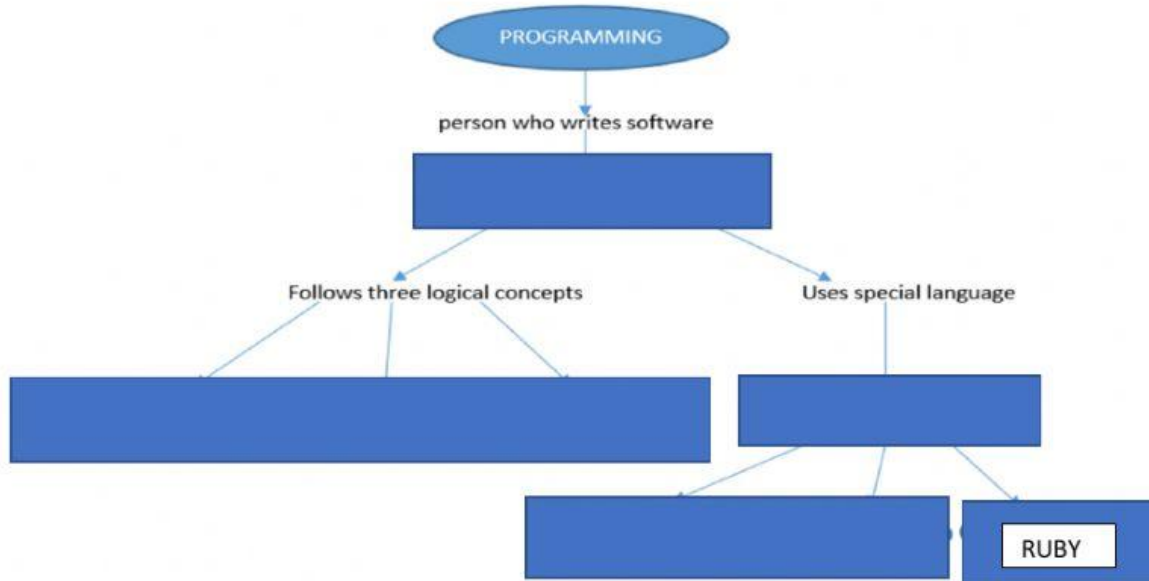 PROGRAMMING
person who writes software
Follows three logical concepts
Uses special language
RUBY